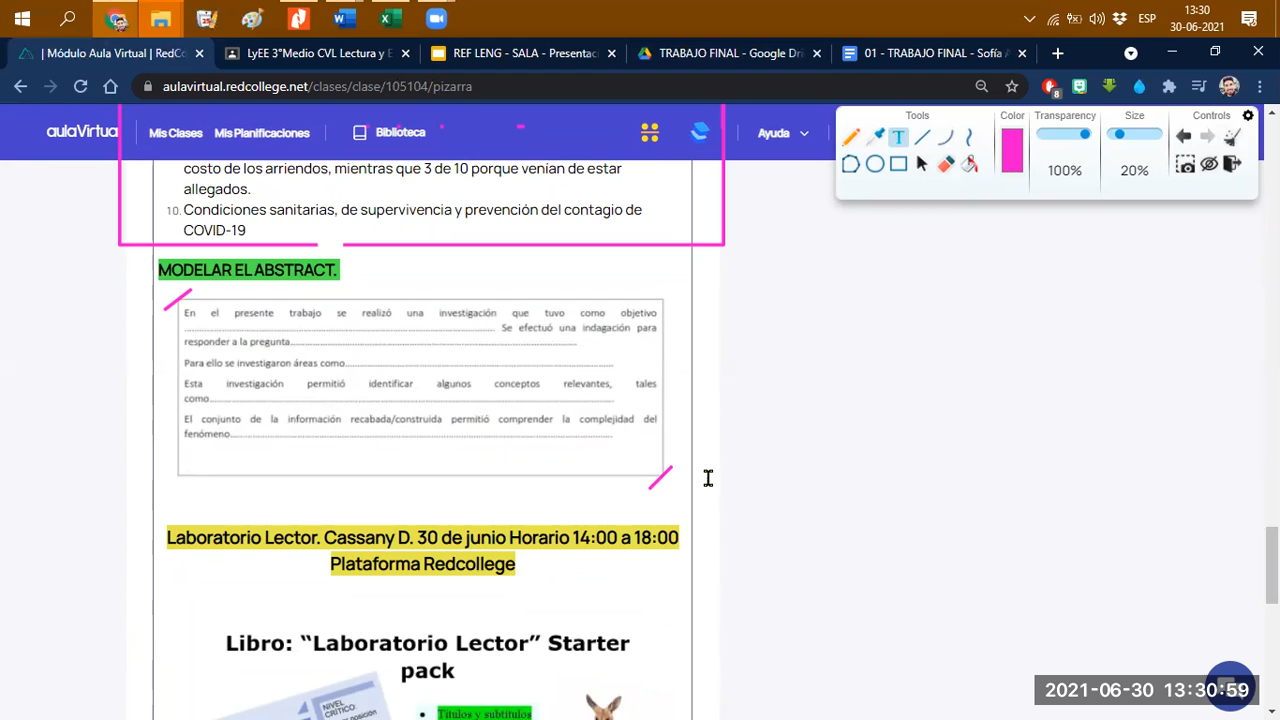 13:30
ESP
30-06-2021
Módulo Aula Virtual | RedCo
LyEE 3°Medio CVL Lectura y E
REF LENG - SALA - Presentaci
TRABAJO FINAL - Google Dri
01 - TRABAJO FINAL - Sofía A
aulavirtual.redcollege.net/clases/clase/105104/pizarra
8
aulaVirtua
Mis Clases
Mis Planificaciones
Biblioteca
Ayuda
Tools
Color
Transparency
Size
Controls
100%
20%
costo de los arriendos, mientras que 3 de 10 porque venían de estar
allegados.
10. Condiciones sanitarias, de supervivencia y prevención del contagio de
COVID-19
MODELAR EL ABSTRACT.
En el presente trabajo se realizó una investigación que tuvo como objetivo
........................................ Se efectuó una indagación para
responder a la pregunta........................................
Para ello se investigaron áreas como........................................
Esta investigación permitió identificar algunos conceptos relevantes, tales
como........................................
El conjunto de la información recabada/construida permitió comprender la complejidad del
fenómeno........................................
Laboratorio Lector. Cassany D. 30 de junio Horario 14:00 a 18:00
Plataforma Redcollege
Libro: “Laboratorio Lector” Starter
pack
NIVEL
CRÍTICO:
posición
• Títulos y subtítulos
2021-06-30 13:30:59